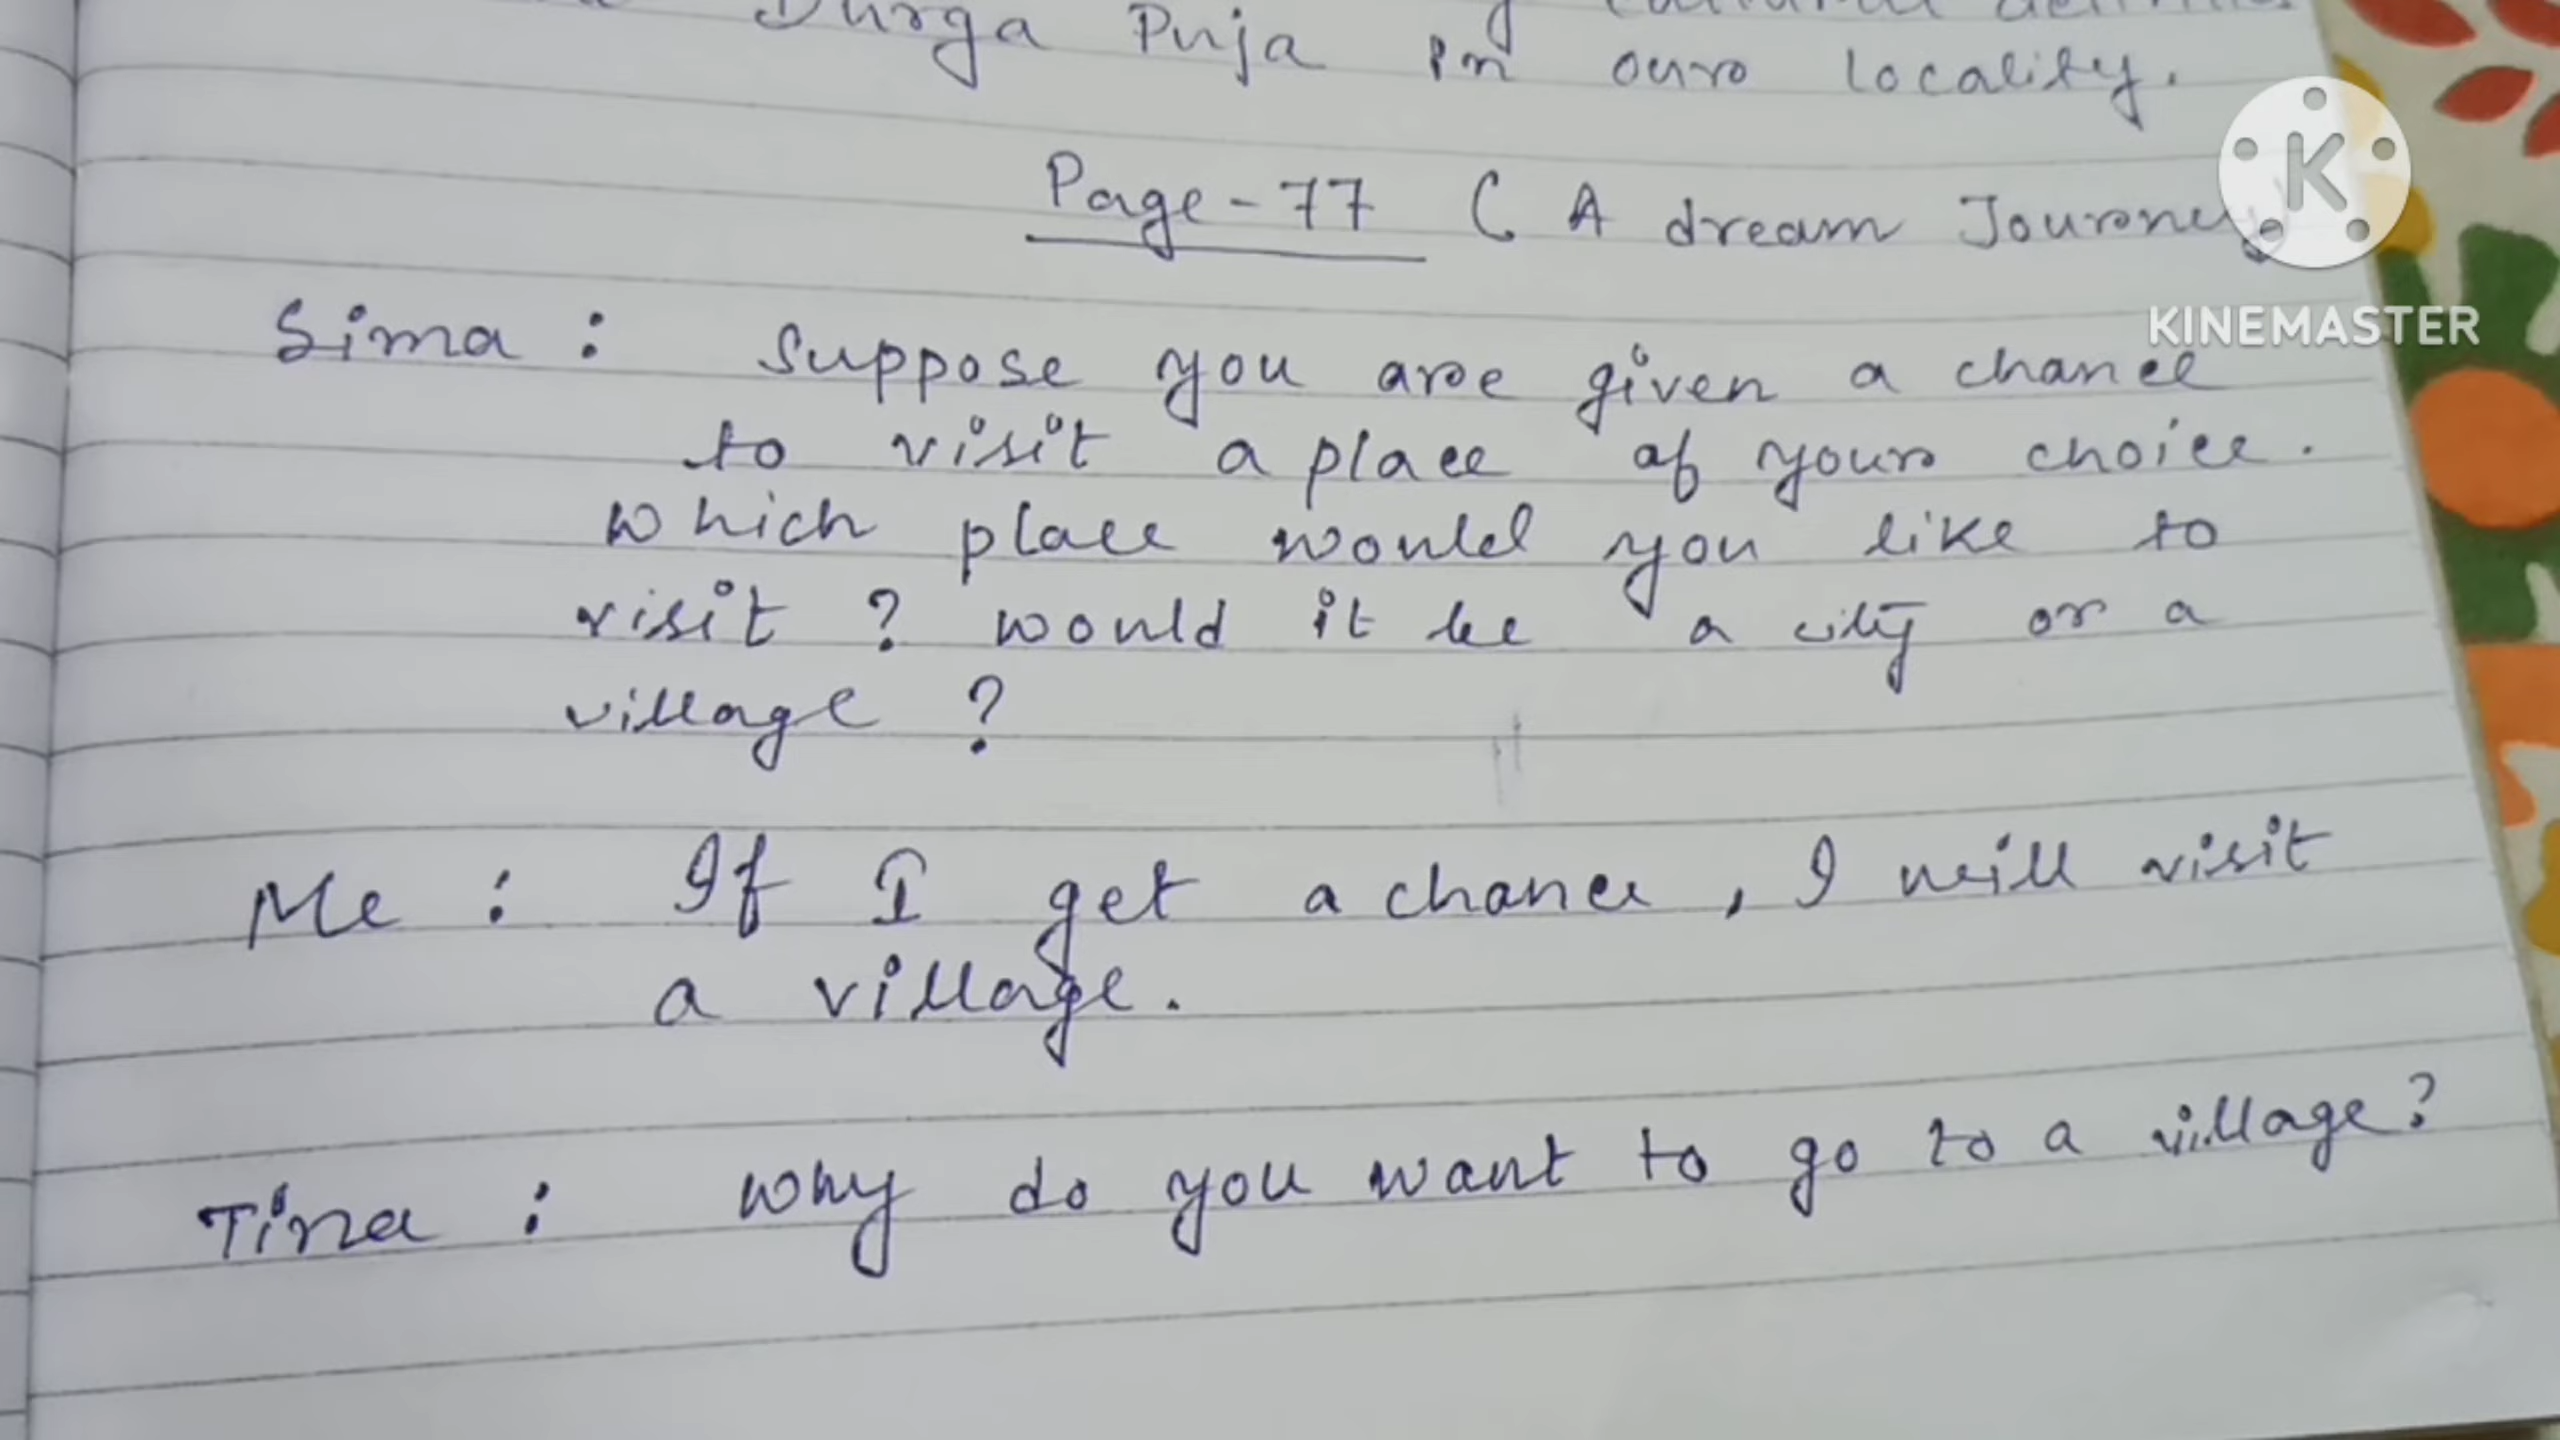 Durga Puja in our locality.
Page-77 ( A dream Journey)
Sima : Suppose you are given a chance
to visit a place of your choice.
which place would you like to
visit ? would it be a city or a
village ?
Me : If I get a chance, I will visit
a village.
Tina : why do you want to go to a village?
K
KINEMASTER